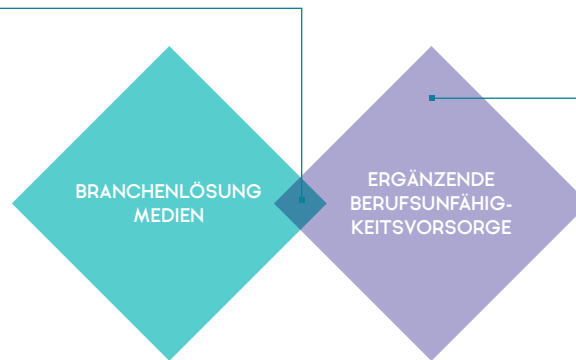 BRANCHENLÖSUNG
MEDIEN
ERGÄNZENDE
BERUFSUNFÄHIG-
KEITSVORSORGE